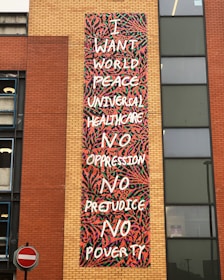 I
WANT
WORLD
PEACE
UNIVERSAL
HEALTHCARE
NO
OPPRESSION
NO
PREJUDICE
NO
POVERTY